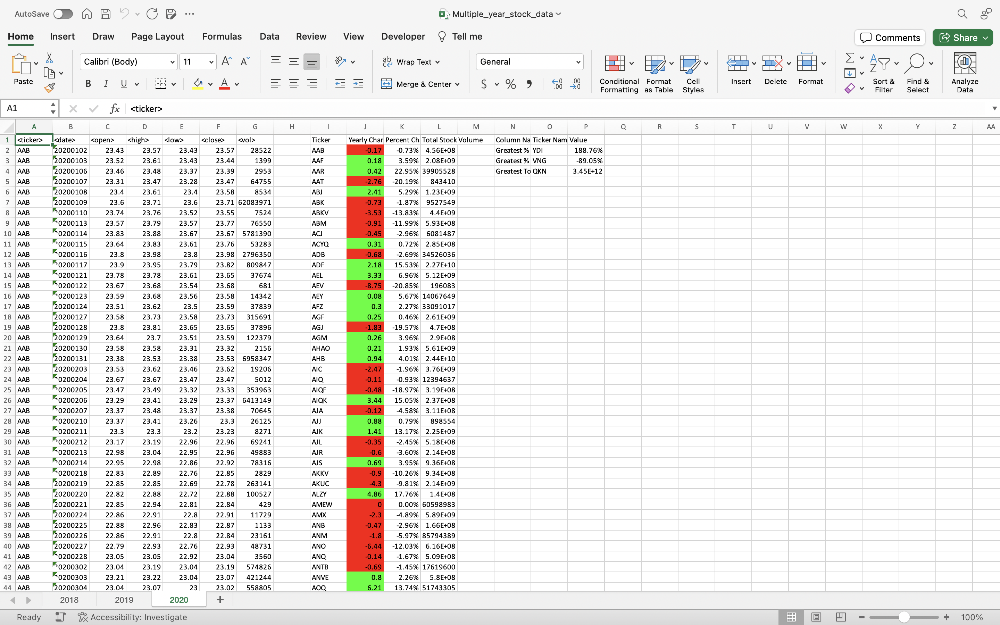 AutoSave Multiple_year_stock_data
Home Insert Draw Page Layout Formulas Data Review View Developer Tell me Comments Share
Paste Calibri (Body) 11 A^ A˅ ab c Wrap Text General
B I U A Merge & Center $ % , .00 .00
Conditional Formatting Format as Table Cell Styles Insert Delete Format Sort & Filter Find & Select Analyze Data
A1 fx <ticker>
A B C D E F G H I J K L M N O P Q R S T U V W X Y Z AA
1 <ticker> <date> <open> <high> <low> <close> <vol> Ticker Yearly Char Percent Ch Total Stock Volume Column Na Ticker Nam Value
2 AAB 20200102 23.43 23.57 23.43 23.57 28522 AAB -0.17 -0.73% 4.56E+08 Greatest % YDI 188.76%
3 AAB 20200103 23.52 23.61 23.43 23.44 1399 AAF 0.18 3.59% 2.08E+09 Greatest % VNG -89.05%
4 AAB 20200106 23.46 23.48 23.37 23.39 2953 AAR 0.42 22.95% 39905528 Greatest To QKN 3.45E+12
5 AAB 20200107 23.31 23.47 23.28 23.47 64755 AAT -2.76 -20.19% 843410
6 AAB 20200108 23.4 23.61 23.4 23.58 8534 ABJ 2.41 5.29% 1.23E+09
7 AAB 20200109 23.6 23.71 23.6 23.71 62083971 ABK -0.73 -1.87% 9527549
8 AAB 20200110 23.74 23.76 23.52 23.55 7524 ABKV -3.53 -13.83% 4.4E+09
9 AAB 20200113 23.57 23.79 23.57 23.77 76550 ABM -0.91 -11.99% 5.93E+08
10 AAB 20200114 23.83 23.88 23.67 23.67 5781390 ACJ -0.45 -2.96% 6081487
11 AAB 20200115 23.64 23.83 23.61 23.76 53283 ACYQ 0.31 0.72% 2.85E+08
12 AAB 20200116 23.8 23.98 23.8 23.98 2796350 ADB -0.68 -2.69% 34526036
13 AAB 20200117 23.9 23.95 23.79 23.82 809847 ADF 2.18 15.53% 2.27E+10
14 AAB 20200121 23.78 23.78 23.61 23.65 37674 AEL 3.33 6.96% 5.12E+09
15 AAB 20200122 23.67 23.68 23.54 23.68 681 AEV -8.75 -20.85% 196083
16 AAB 20200123 23.59 23.68 23.56 23.58 14342 AEY 0.08 5.67% 14067649
17 AAB 20200124 23.51 23.62 23.5 23.59 37839 AFZ 0.3 2.27% 33091017
18 AAB 20200127 23.58 23.73 23.58 23.73 315691 AGF 0.25 0.46% 2.61E+09
19 AAB 20200128 23.8 23.81 23.65 23.65 37896 AGJ -1.83 -19.57% 4.7E+08
20 AAB 20200129 23.64 23.7 23.51 23.59 122379 AGM 0.26 3.96% 2.9E+08
21 AAB 20200130 23.58 23.58 23.31 23.32 2156 AHAO 0.21 1.93% 5.61E+09
22 AAB 20200131 23.38 23.53 23.38 23.53 6958347 AHB 0.94 4.01% 2.44E+10
23 AAB 20200203 23.53 23.62 23.46 23.62 19206 AIC -2.47 -1.96% 3.76E+09
24 AAB 20200204 23.67 23.67 23.47 23.47 5012 AIQ -0.11 -0.93% 12394637
25 AAB 20200205 23.47 23.49 23.32 23.33 353963 AIQF -0.48 -18.97% 3.19E+08
26 AAB 20200206 23.29 23.41 23.29 23.37 6413149 AIQK 3.44 15.05% 2.37E+08
27 AAB 20200207 23.37 23.48 23.37 23.38 70645 AJA -0.12 -4.58% 3.11E+08
28 AAB 20200210 23.37 23.41 23.26 23.3 26125 AJJ 0.88 0.79% 898554
29 AAB 20200211 23.3 23.3 23.2 23.23 8271 AJK 1.41 13.17% 2.25E+09
30 AAB 20200212 23.17 23.19 22.96 22.96 69241 AJL -0.35 -2.45% 5.18E+08
31 AAB 20200213 22.98 23.04 22.95 22.96 49883 AJR -0.6 -3.60% 2.14E+08
32 AAB 20200214 22.95 22.98 22.86 22.92 78316 AJS 0.69 3.95% 9.36E+08
33 AAB 20200218 22.83 22.89 22.76 22.85 2829 AKKV -0.9 -10.26% 9.34E+08
34 AAB 20200219 22.85 22.85 22.69 22.78 263141 AKUC -4.3 -9.81% 2.14E+09
35 AAB 20200220 22.82 22.88 22.72 22.88 100527 ALZY 4.86 17.76% 1.4E+08
36 AAB 20200221 22.85 22.94 22.81 22.84 429 AMEW 0 0.00% 60598983
37 AAB 20200224 22.86 22.91 22.8 22.91 11729 AMX -2.3 -4.89% 5.89E+09
38 AAB 20200225 22.88 22.96 22.83 22.87 1133 ANB -0.47 -2.96% 1.66E+08
39 AAB 20200226 22.86 22.91 22.8 22.84 23161 ANM -1.8 -5.97% 85794389
40 AAB 20200227 22.79 22.93 22.76 22.93 48731 ANO -6.44 -12.03% 6.16E+08
41 AAB 20200228 23.05 23.05 22.92 23.04 3560 ANQ -0.14 -1.67% 5.09E+08
42 AAB 20200302 23.04 23.19 23.04 23.19 574826 ANTB -0.69 -1.45% 17619600
43 AAB 20200303 23.21 23.22 23.04 23.07 421244 ANVE 0.8 2.26% 5.8E+08
44 AAB 20200304 23.04 23.07 23 23.02 558805 AOQ 6.21 13.74% 51743305
2018 2019 2020 +
Ready Accessibility: Investigate 100%